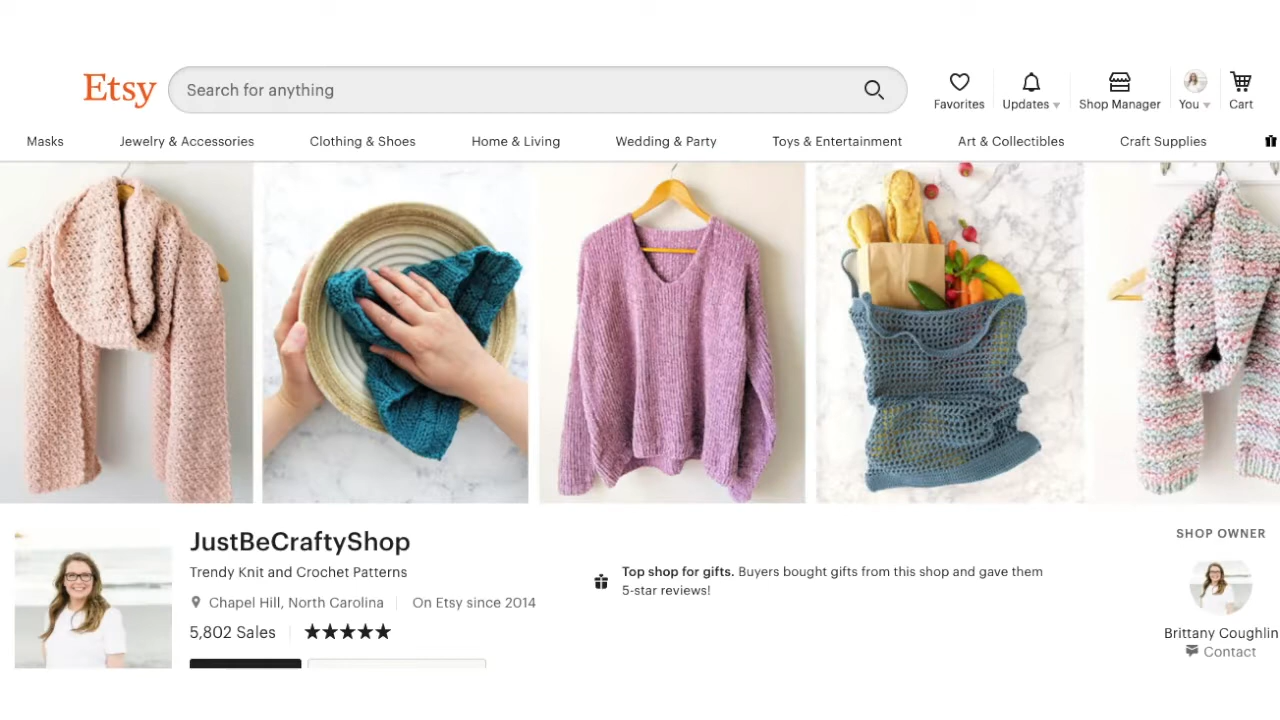 Etsy
Search for anything
Favorites
Updates
Shop Manager
You
Cart
Masks
Jewelry & Accessories
Clothing & Shoes
Home & Living
Wedding & Party
Toys & Entertainment
Art & Collectibles
Craft Supplies
JustBeCraftyShop
Trendy Knit and Crochet Patterns
Chapel Hill, North Carolina
On Etsy since 2014
5,802 Sales
Top shop for gifts. Buyers bought gifts from this shop and gave them
5-star reviews!
SHOP OWNER
Brittany Coughlin
Contact